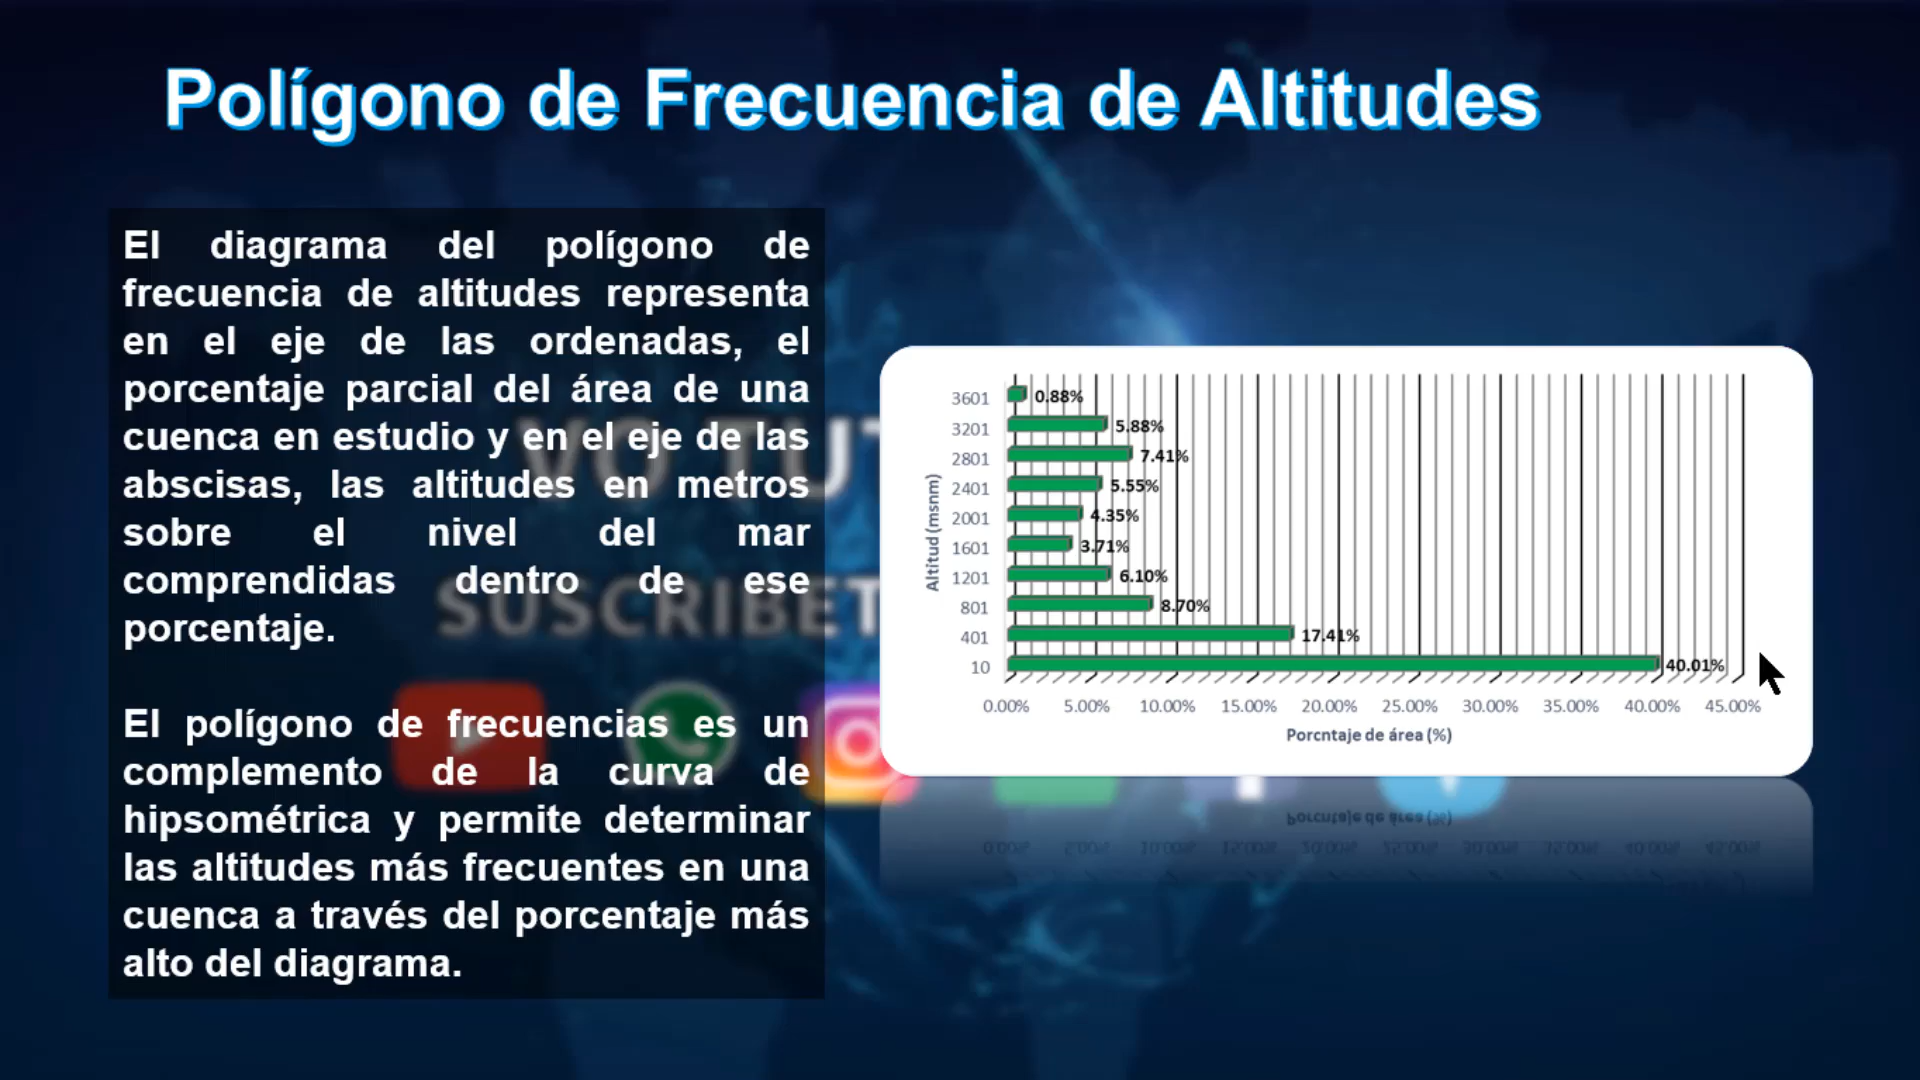 Polígono de Frecuencia de Altitudes
El diagrama del polígono de
frecuencia de altitudes representa
en el eje de las ordenadas, el
porcentaje parcial del área de una
cuenca en estudio y en el eje de las
abscisas, las altitudes en metros
sobre el nivel del mar
comprendidas dentro de ese
porcentaje.
El polígono de frecuencias es un
complemento de la curva de
hipsométrica y permite determinar
las altitudes más frecuentes en una
cuenca a través del porcentaje más
alto del diagrama.
SUSCRIBET
Altitud (msnm)
3601 0.88%
3201 5.88%
2801 7.41%
2401 5.55%
2001 4.35%
1601 3.71%
1201 6.10%
801 8.70%
401 17.41%
10 40.01%
0.00% 5.00% 10.00% 15.00% 20.00% 25.00% 30.00% 35.00% 40.00% 45.00%
Porcntaje de área (%)